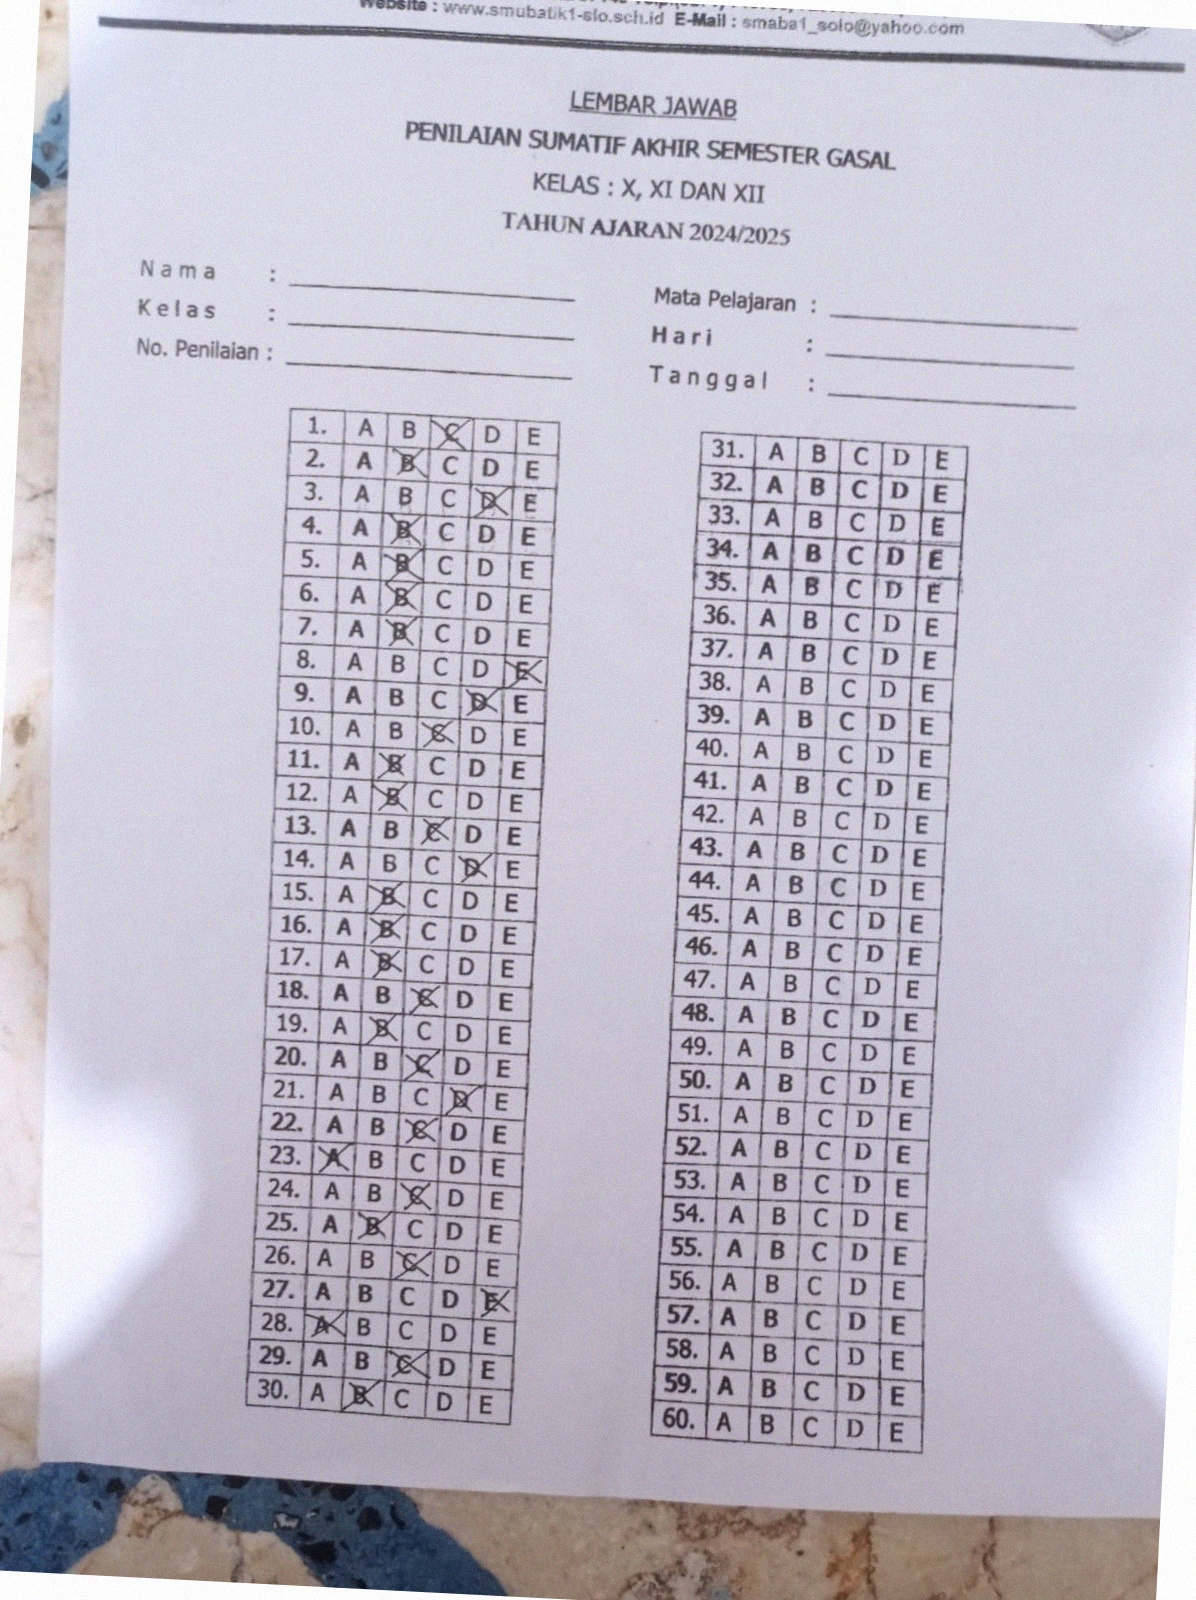 Website : www.smubatik1-slo.sch.id E-Mail : smaba1_solo@yahoo.com
LEMBAR JAWAB
PENILAIAN SUMATIF AKHIR SEMESTER GASAL
KELAS : X, XI DAN XII
TAHUN AJARAN 2024/2025
Nama :
Kelas :
No. Penilaian :
Mata Pelajaran :
Hari :
Tanggal :
1. A B C D E
2. A B C D E
3. A B C D E
4. A B C D E
5. A B C D E
6. A B C D E
7. A B C D E
8. A B C D E
9. A B C D E
10. A B C D E
11. A B C D E
12. A B C D E
13. A B C D E
14. A B C D E
15. A B C D E
16. A B C D E
17. A B C D E
18. A B C D E
19. A B C D E
20. A B C D E
21. A B C D E
22. A B C D E
23. A B C D E
24. A B C D E
25. A B C D E
26. A B C D E
27. A B C D E
28. A B C D E
29. A B C D E
30. A B C D E
31. A B C D E
32. A B C D E
33. A B C D E
34. A B C D E
35. A B C D E
36. A B C D E
37. A B C D E
38. A B C D E
39. A B C D E
40. A B C D E
41. A B C D E
42. A B C D E
43. A B C D E
44. A B C D E
45. A B C D E
46. A B C D E
47. A B C D E
48. A B C D E
49. A B C D E
50. A B C D E
51. A B C D E
52. A B C D E
53. A B C D E
54. A B C D E
55. A B C D E
56. A B C D E
57. A B C D E
58. A B C D E
59. A B C D E
60. A B C D E